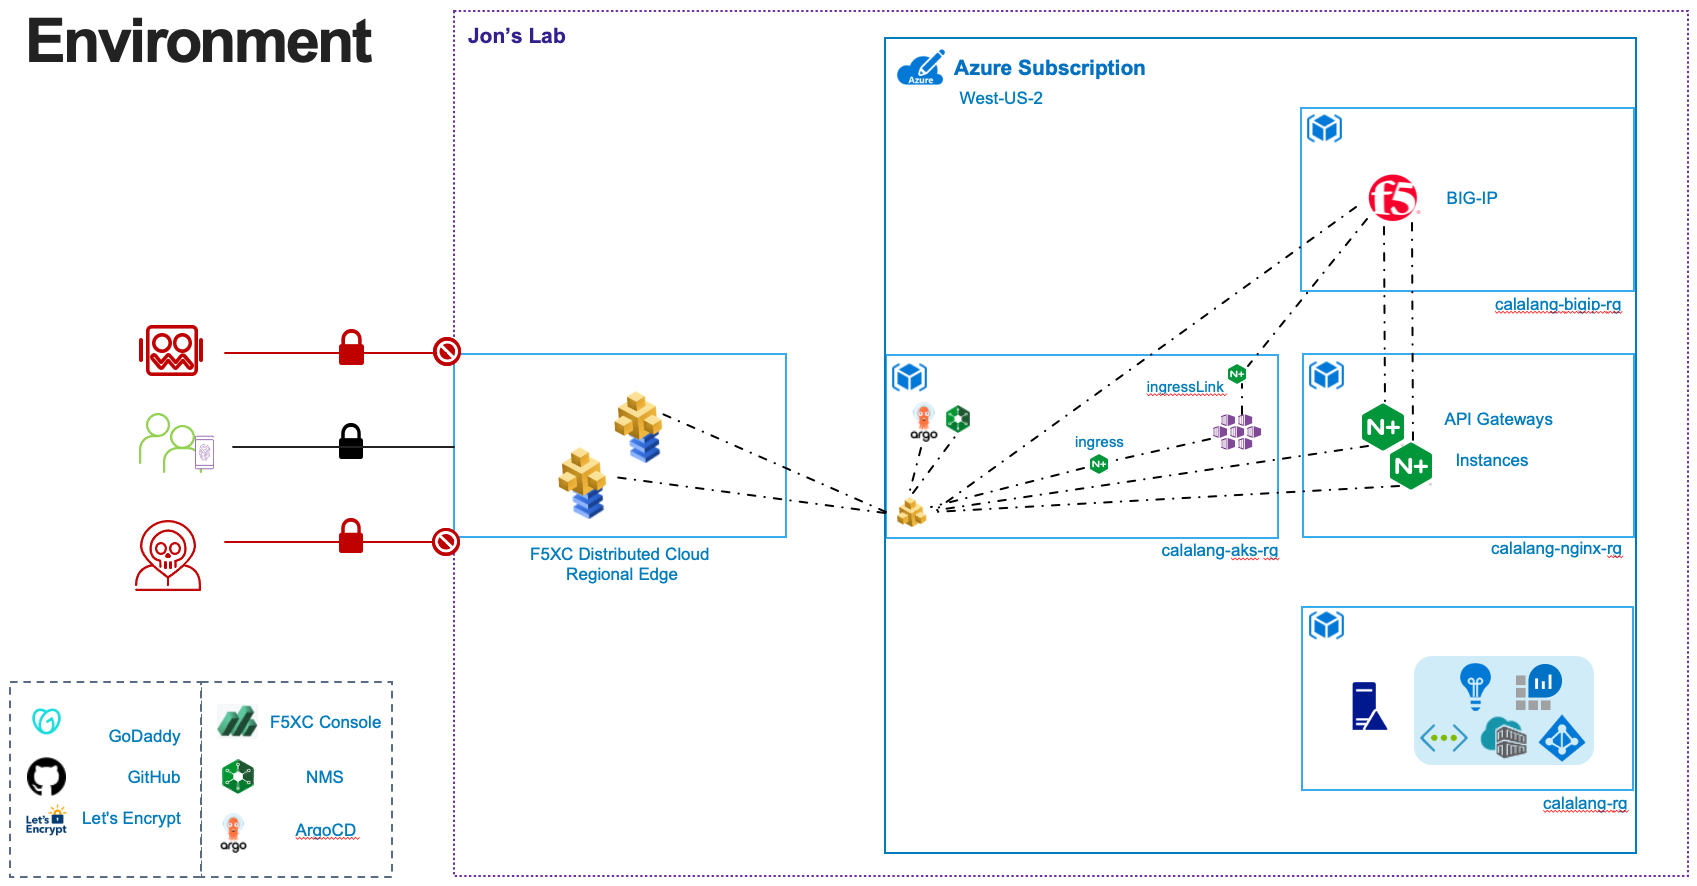 Environment
Jon’s Lab
Azure
Azure Subscription
West-US-2
f5
BIG-IP
calalang-bigip-rg
ingressLink
N+
argo
ingress
N+
N+
API Gateways
N+
Instances
F5XC Distributed Cloud
Regional Edge
calalang-aks-rg
calalang-nginx-rg
calalang-rg
GoDaddy
GitHub
Let's
Encrypt
Let's Encrypt
F5XC Console
NMS
argo
ArgoCD